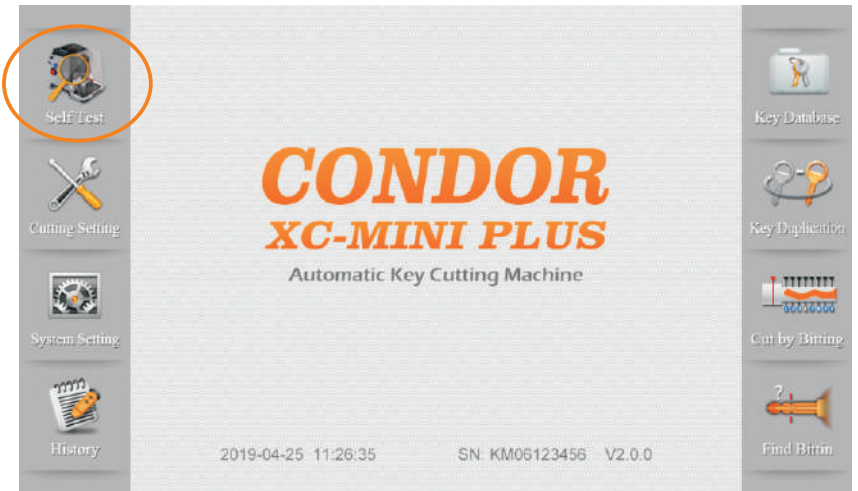 Self Test
Cutting Setting
System Setting
History
CONDOR
XC-MINI PLUS
Automatic Key Cutting Machine
2019-04-25 11:26:35 SN: KM06123456 V2.0.0
Key Database
Key Duplication
Cut by Bitting
?
Find Bittin